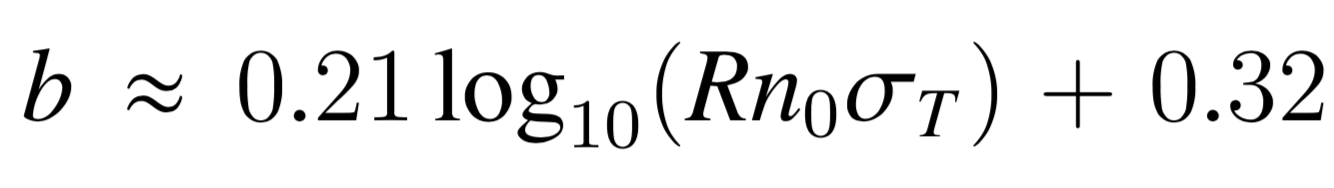 b ≈ 0.21 log₁₀(Rn₀σ_T) + 0.32